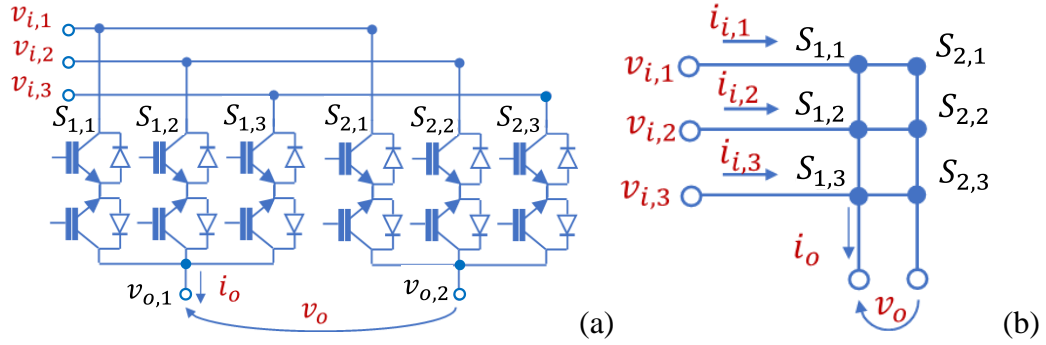 v_{i,1}
v_{i,2}
v_{i,3}
S_{1,1} S_{1,2} S_{1,3} S_{2,1} S_{2,2} S_{2,3}
v_{o,1} i_o v_{o,2}
v_o
(a)
i_{i,1}
v_{i,1} S_{1,1} S_{2,1}
i_{i,2}
v_{i,2} S_{1,2} S_{2,2}
i_{i,3}
v_{i,3} S_{1,3} S_{2,3}
i_o
v_o
(b)